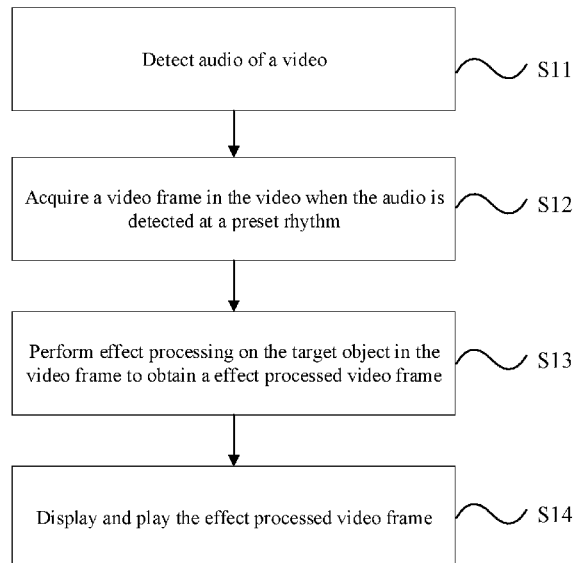 Detect audio of a video
S11
Acquire a video frame in the video when the audio is
detected at a preset rhythm
S12
Perform effect processing on the target object in the
video frame to obtain a effect processed video frame
S13
Display and play the effect processed video frame
S14